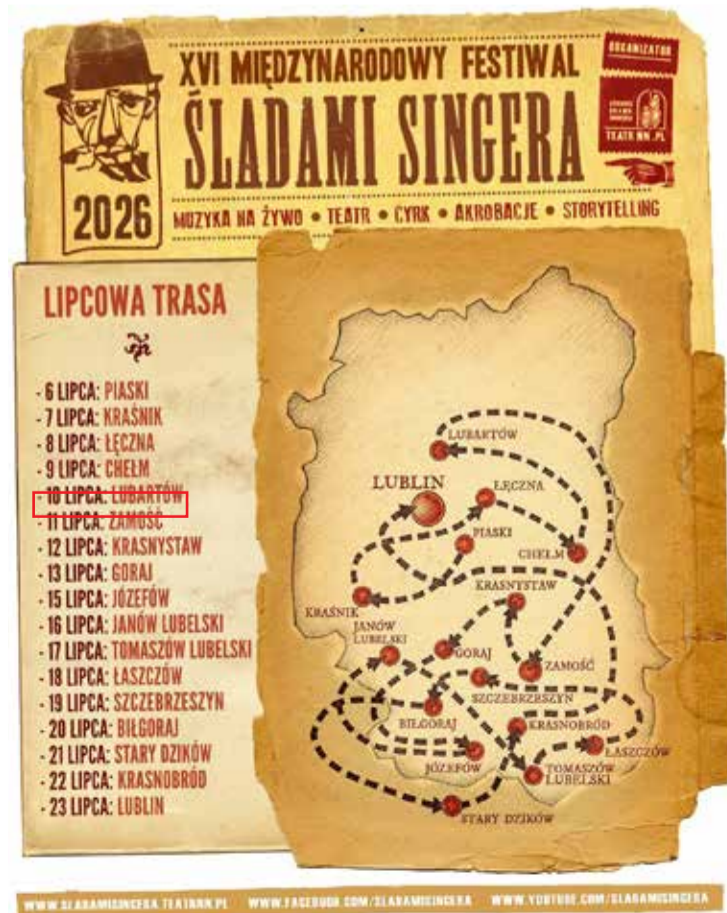 XVI MIĘDZYNARODOWY FESTIWAL
ORGANIZATOR
ŚLADAMI SINGERA
TEATR NN .PL
2026
MUZYKA NA ŻYWO • TEATR • CYRK • AKROBACJE • STORYTELLING
LIPCOWA TRASA
- 6 LIPCA: PIASKI
- 7 LIPCA: KRAŚNIK
- 8 LIPCA: ŁĘCZNA
- 9 LIPCA: CHEŁM
- 10 LIPCA: LUBARTÓW
- 11 LIPCA: ZAMOŚĆ
- 12 LIPCA: KRASNYSTAW
- 13 LIPCA: GORAJ
- 15 LIPCA: JÓZEFÓW
- 16 LIPCA: JANÓW LUBELSKI
- 17 LIPCA: TOMASZÓW LUBELSKI
- 18 LIPCA: ŁASZCZÓW
- 19 LIPCA: SZCZEBRZESZYN
- 20 LIPCA: BIŁGORAJ
- 21 LIPCA: STARY DZIKÓW
- 22 LIPCA: KRASNOBRÓD
- 23 LIPCA: LUBLIN
LUBARTÓW
LUBLIN
ŁĘCZNA
PIASKI
CHEŁM
KRASNYSTAW
KRAŚNIK
JANÓW
LUBELSKI
GORAJ
ZAMOŚĆ
SZCZEBRZESZYN
BIŁGORAJ
KRASNOBRÓD
ŁASZCZÓW
JÓZEFÓW
TOMASZÓW
LUBELSKI
STARY DZIKÓW
WWW.SLADAMISINGERA.TEATRNN.PL WWW.FACEBOOK.COM/SLADAMISINGERA WWW.YOUTUBE.COM/SLADAMISINGERA